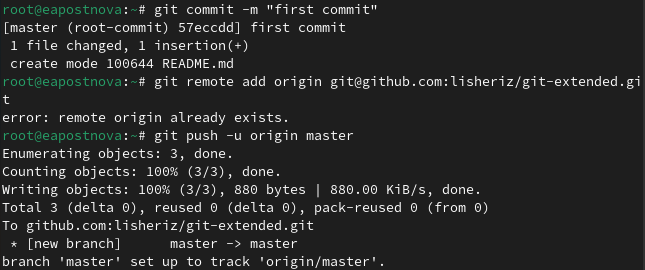 root@eapostnova:~# git commit -m "first commit"
[master (root-commit) 57eccdd] first commit
 1 file changed, 1 insertion(+)
 create mode 100644 README.md
root@eapostnova:~# git remote add origin git@github.com:lisheriz/git-extended.gi
t
error: remote origin already exists.
root@eapostnova:~# git push -u origin master
Enumerating objects: 3, done.
Counting objects: 100% (3/3), done.
Writing objects: 100% (3/3), 880 bytes | 880.00 KiB/s, done.
Total 3 (delta 0), reused 0 (delta 0), pack-reused 0 (from 0)
To github.com:lisheriz/git-extended.git
 * [new branch]      master -> master
branch 'master' set up to track 'origin/master'.